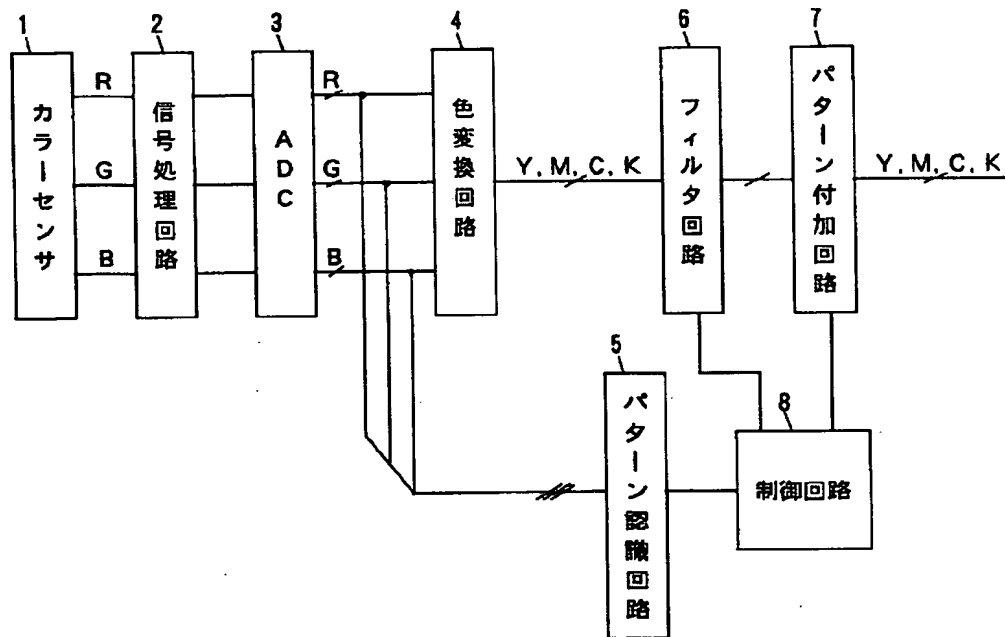 1
カラーセンサ
R
G
B
2
信号処理回路
3
ADC
R
G
B
4
色変換回路
Y, M, C, K
6
フィルタ回路
7
パターン付加回路
Y, M, C, K
5
パターン認識回路
8
制御回路